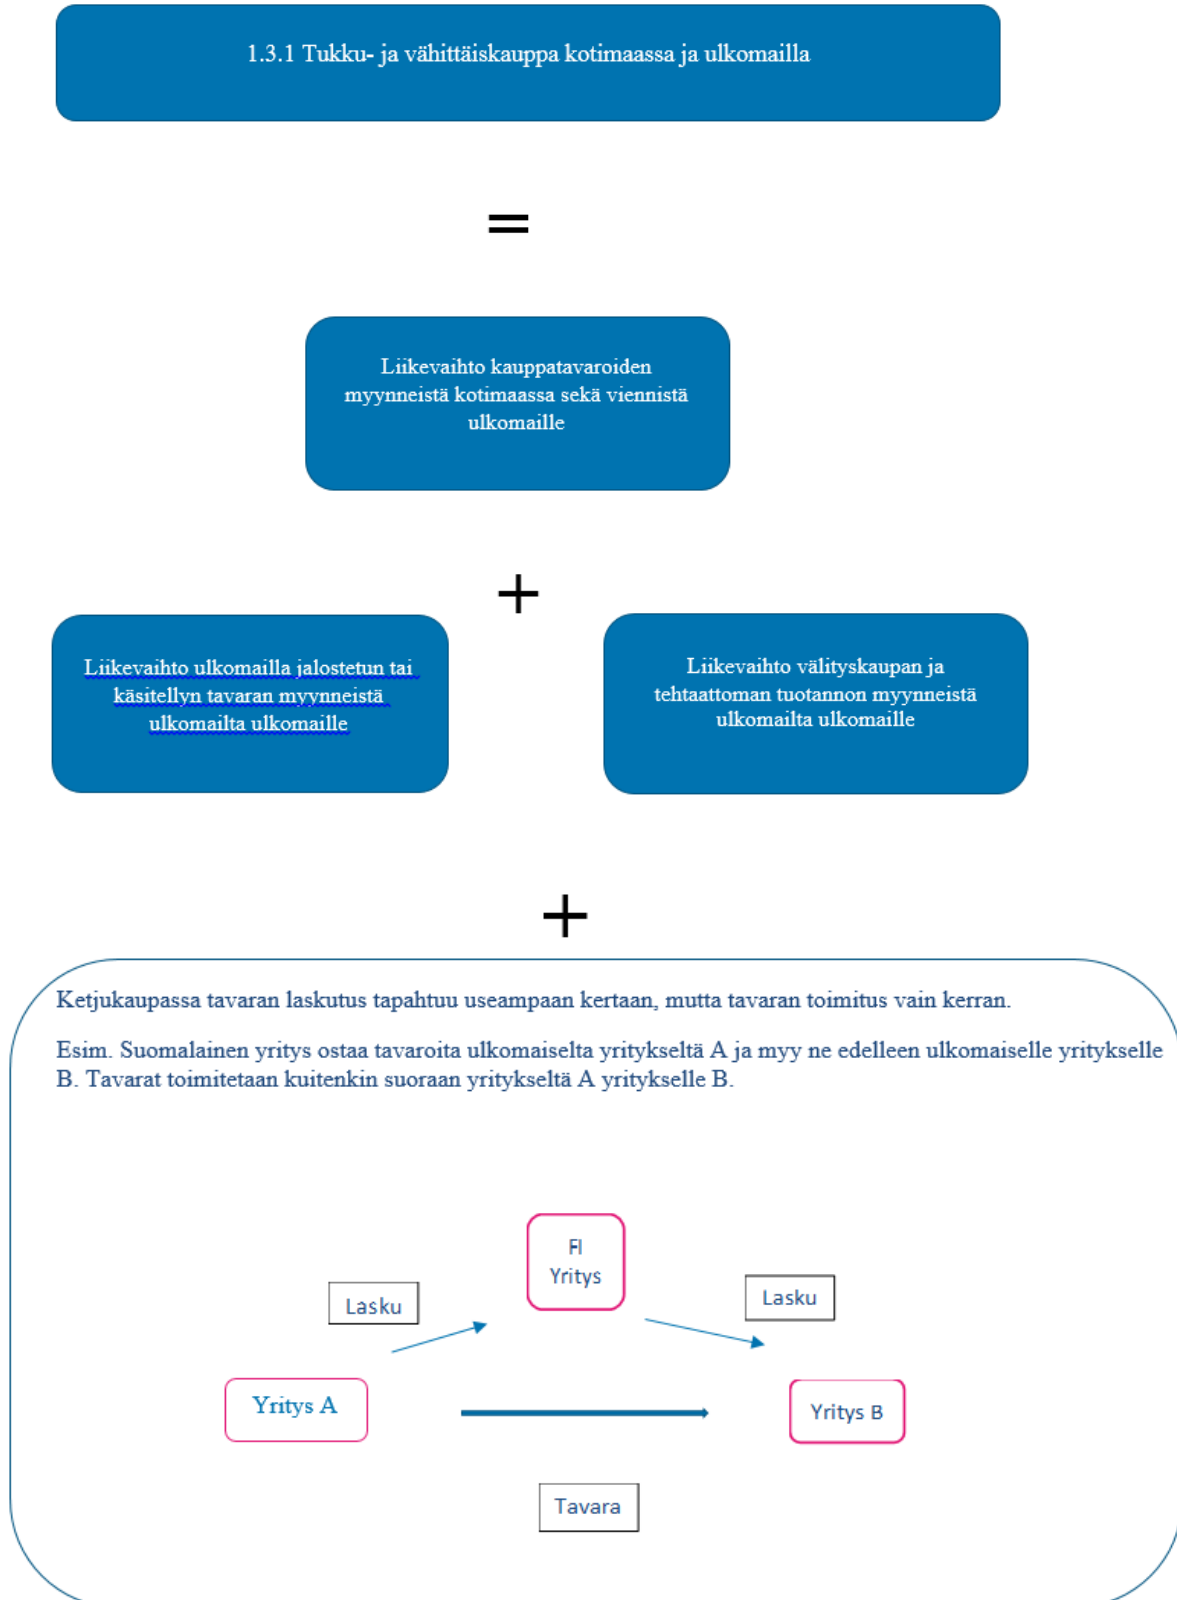 1.3.1 Tukku- ja vähittäiskauppa kotimaassa ja ulkomailla
=
Liikevaihto kauppatavaroiden
myynneistä kotimaassa sekä viennistä
ulkomaille
+
Liikevaihto ulkomailla jalostetun tai
käsitellyn tavaran myynneistä
ulkomailta ulkomaille
Liikevaihto välityskaupan ja
tehtaattoman tuotannon myynneistä
ulkomailta ulkomaille
+
Ketjukaupassa tavaran laskutus tapahtuu useampaan kertaan, mutta tavaran toimitus vain kerran.
Esim. Suomalainen yritys ostaa tavaroita ulkomaiselta yritykseltä A ja myy ne edelleen ulkomaiselle yritykselle
B. Tavarat toimitetaan kuitenkin suoraan yritykseltä A yritykselle B.
FI
Yritys
Lasku
Lasku
Yritys A
Yritys B
Tavara